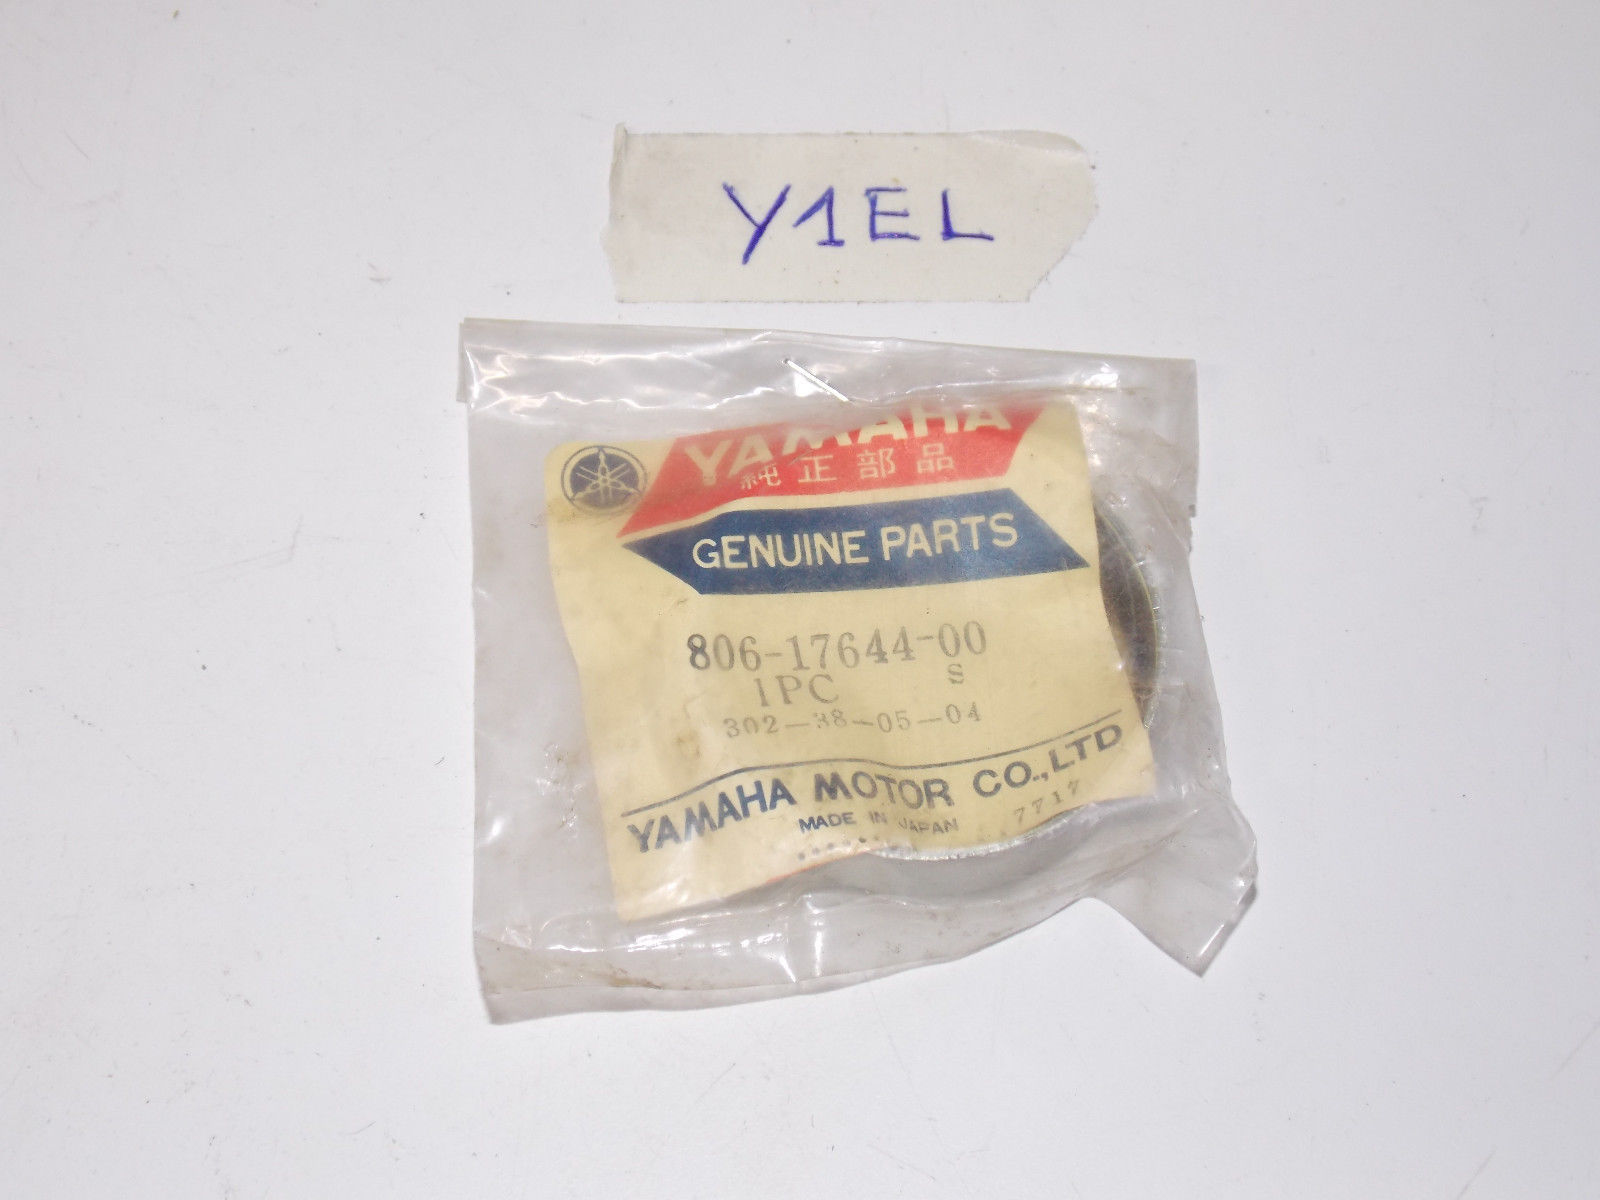 Y1EL
YAMAHA
純正部品
GENUINE PARTS
806-17644-00
1PC S
302-38-05-04
YAMAHA MOTOR CO.,LTD
MADE IN JAPAN
7717